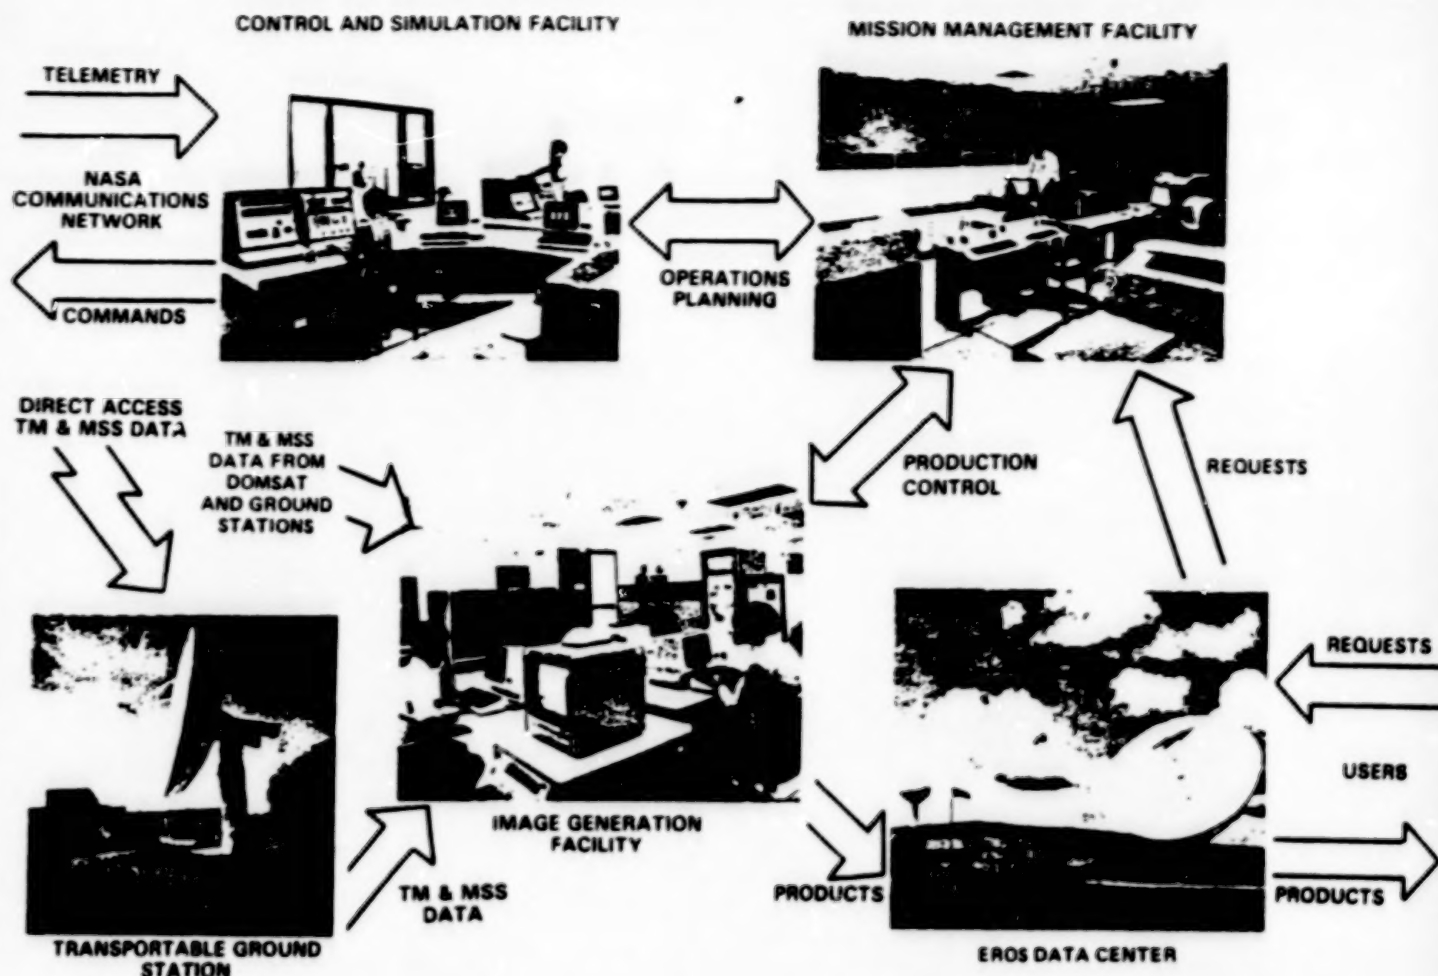 CONTROL AND SIMULATION FACILITY
MISSION MANAGEMENT FACILITY
TELEMETRY
NASA
COMMUNICATIONS
NETWORK
COMMANDS
OPERATIONS
PLANNING
DIRECT ACCESS
TM & MSS DATA
TM & MSS
DATA FROM
DOMSAT
AND GROUND
STATIONS
PRODUCTION
CONTROL
REQUESTS
REQUESTS
USERS
IMAGE GENERATION
FACILITY
TM & MSS
DATA
PRODUCTS
PRODUCTS
TRANSPORTABLE GROUND
STATION
EROS DATA CENTER